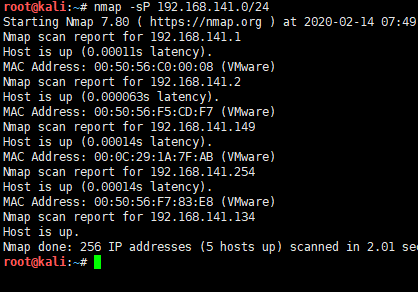 root@kali:~# nmap -sP 192.168.141.0/24
Starting Nmap 7.80 ( https://nmap.org ) at 2020-02-14 07:49
Nmap scan report for 192.168.141.1
Host is up (0.00011s latency).
MAC Address: 00:50:56:C0:00:08 (VMware)
Nmap scan report for 192.168.141.2
Host is up (0.000063s latency).
MAC Address: 00:50:56:F5:CD:F7 (VMware)
Nmap scan report for 192.168.141.149
Host is up (0.00014s latency).
MAC Address: 00:0C:29:1A:7F:AB (VMware)
Nmap scan report for 192.168.141.254
Host is up (0.00014s latency).
MAC Address: 00:50:56:F7:83:E8 (VMware)
Nmap scan report for 192.168.141.134
Host is up.
Nmap done: 256 IP addresses (5 hosts up) scanned in 2.01 sec
root@kali:~#